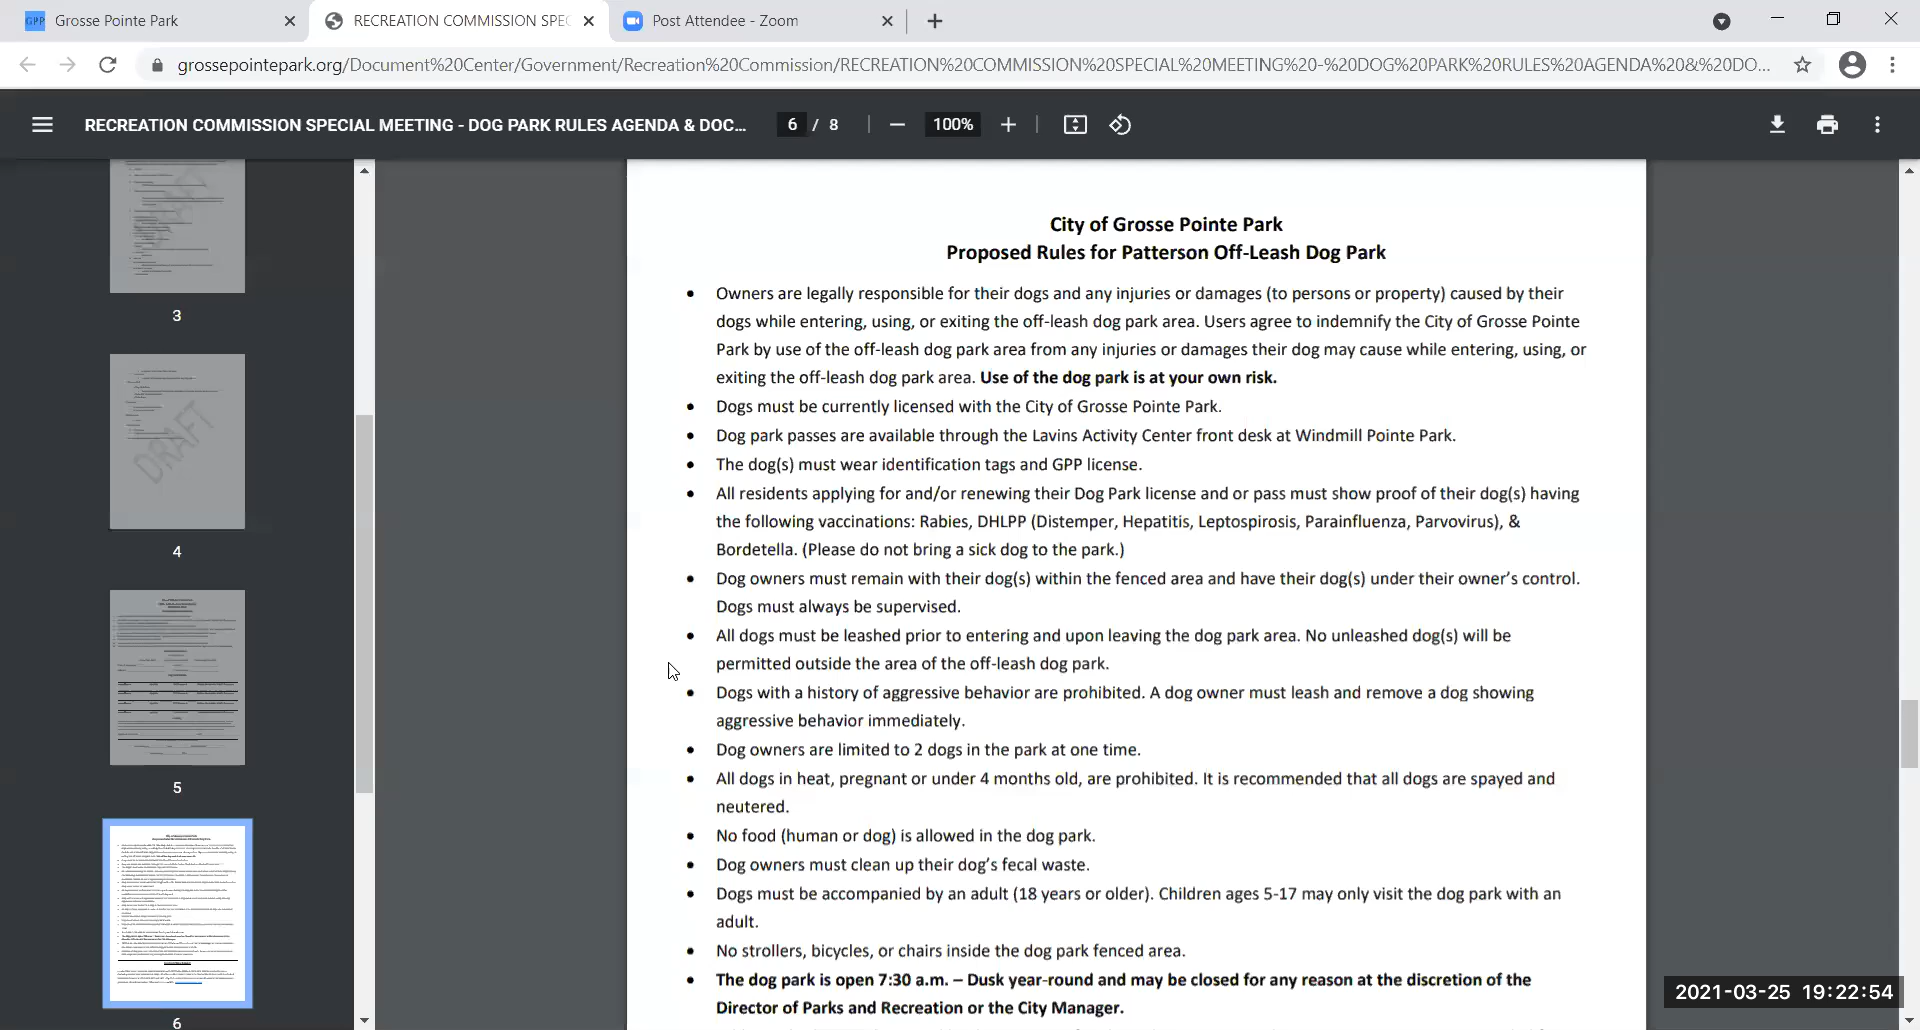 Grosse Pointe Park
RECREATION COMMISSION SPEC
Post Attendee - Zoom
grossepointepark.org/Document%20Center/Government/Recreation%20Commission/RECREATION%20COMMISSION%20SPECIAL%20MEETING%20-%20DOG%20PARK%20RULES%20AGENDA%20&%20DO...
RECREATION COMMISSION SPECIAL MEETING - DOG PARK RULES AGENDA & DOC...
6 / 8
100%
DRAFT
3
DRAFT
4
5
6
City of Grosse Pointe Park
Proposed Rules for Patterson Off-Leash Dog Park
• Owners are legally responsible for their dogs and any injuries or damages (to persons or property) caused by their
dogs while entering, using, or exiting the off-leash dog park area. Users agree to indemnify the City of Grosse Pointe
Park by use of the off-leash dog park area from any injuries or damages their dog may cause while entering, using, or
exiting the off-leash dog park area. Use of the dog park is at your own risk.
• Dogs must be currently licensed with the City of Grosse Pointe Park.
• Dog park passes are available through the Lavins Activity Center front desk at Windmill Pointe Park.
• The dog(s) must wear identification tags and GPP license.
• All residents applying for and/or renewing their Dog Park license and or pass must show proof of their dog(s) having
the following vaccinations: Rabies, DHLPP (Distemper, Hepatitis, Leptospirosis, Parainfluenza, Parvovirus), &
Bordetella. (Please do not bring a sick dog to the park.)
• Dog owners must remain with their dog(s) within the fenced area and have their dog(s) under their owner's control.
Dogs must always be supervised.
• All dogs must be leashed prior to entering and upon leaving the dog park area. No unleashed dog(s) will be
permitted outside the area of the off-leash dog park.
• Dogs with a history of aggressive behavior are prohibited. A dog owner must leash and remove a dog showing
aggressive behavior immediately.
• Dog owners are limited to 2 dogs in the park at one time.
• All dogs in heat, pregnant or under 4 months old, are prohibited. It is recommended that all dogs are spayed and
neutered.
• No food (human or dog) is allowed in the dog park.
• Dog owners must clean up their dog's fecal waste.
• Dogs must be accompanied by an adult (18 years or older). Children ages 5-17 may only visit the dog park with an
adult.
• No strollers, bicycles, or chairs inside the dog park fenced area.
• The dog park is open 7:30 a.m. – Dusk year-round and may be closed for any reason at the discretion of the
Director of Parks and Recreation or the City Manager.
2021-03-25 19:22:54